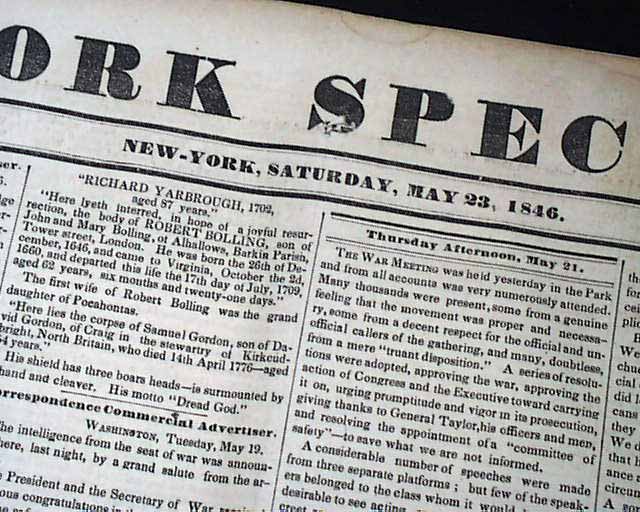 ORK SPEC
NEW-YORK, SATURDAY, MAY 23, 1846.
"RICHARD YARBROUGH, 1702,
aged 87 years."
"Here lyeth interred, in hope of a joyful resur-
rection, the body of ROBERT BOLLING, son of
John and Mary Bolling, of Alhallows, Barkin Parish,
Tower street, London. He was born the 26th of De-
cember, 1646, and came to Virginia, October the 2d,
1660, and departed this life the 17th day of July, 1709,
aged 62 years, six months and twenty-one days."
The first wife of Robert Bolling was the grand
daughter of Pocahontas.
"Here lies the corpse of Samuel Gordon, son of Da-
vid Gordon, of Craig in the stewartry of Kirkcud-
bright, North Britain, who died 14th April 1776—aged
54 years."
His shield has three boars heads—is surmounted by
hand and cleaver. His motto "Dread God."
orrespondence Commercial Advertiser.
WASHINGTON, Tuesday, May 19.
The intelligence from the seat of war was announ-
here, last night, by a grand salute from the ar-
President and the Secretary of War
ous congratulations
Thursday Afternoon, May 21.
THE WAR MEETING was held yesterday in the Park
and from all accounts was very numerously attended.
Many thousands were present, some from a genuine
feeling that the movement was proper and necessa-
ry, some from a decent respect for the official and un-
official callers of the gathering, and many, doubtless,
from a mere "truant disposition." A series of resolu-
tions were adopted, approving the war, approving the
action of Congress and the Executive toward carrying
it on, urging promptitude and vigor in its prosecution,
giving thanks to General Taylor, his officers and men,
and resolving the appointment of a "committee of
safety"—to save what we are not informed.
A considerable number of speeches were made
from three separate platforms; but few of the speak-
ers belonged to the class whom it would be
desirable to see acting